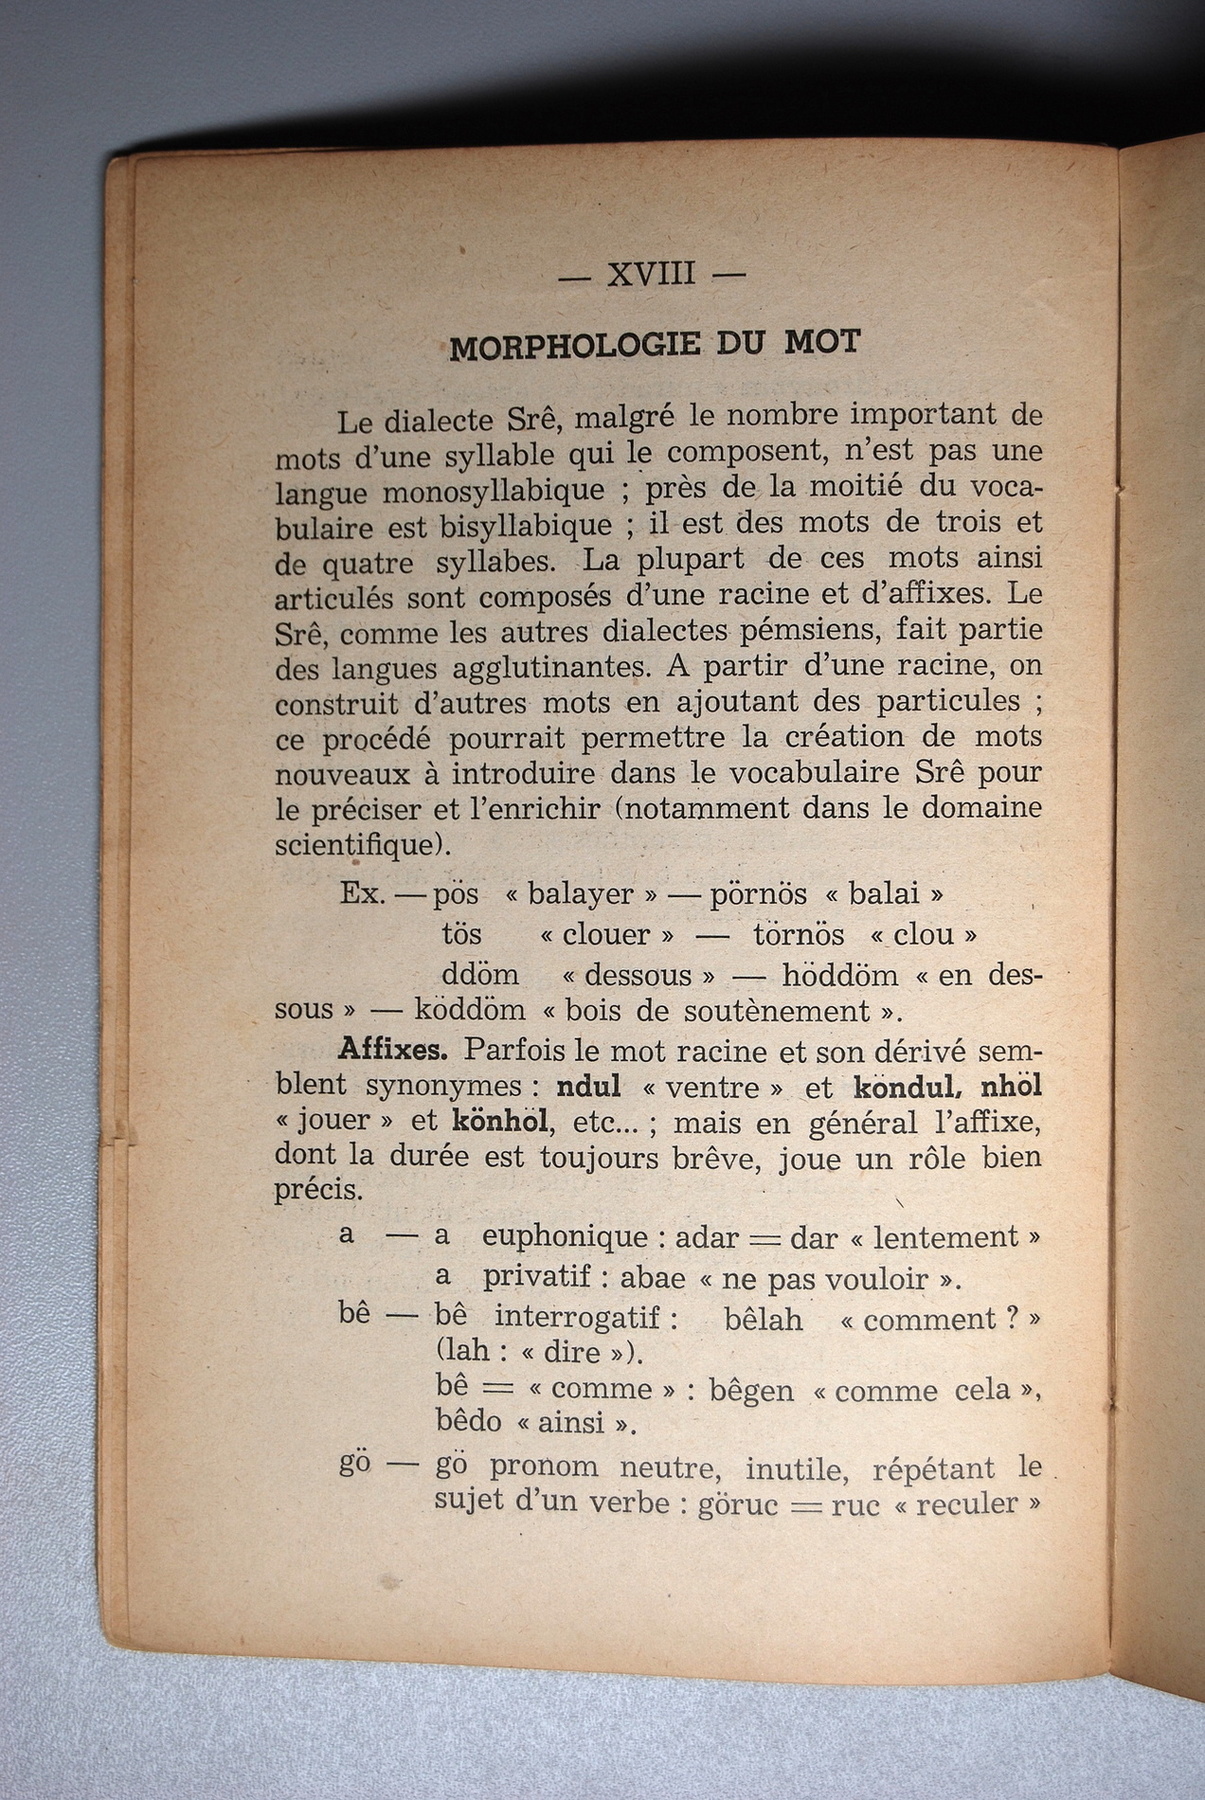 — XVIII —
MORPHOLOGIE DU MOT
Le dialecte Srê, malgré le nombre important de
mots d’une syllable qui le composent, n’est pas une
langue monosyllabique ; près de la moitié du voca-
bulaire est bisyllabique ; il est des mots de trois et
de quatre syllabes. La plupart de ces mots ainsi
articulés sont composés d’une racine et d’affixes. Le
Srê, comme les autres dialectes pémsiens, fait partie
des langues agglutinantes. A partir d’une racine, on
construit d’autres mots en ajoutant des particules ;
ce procédé pourrait permettre la création de mots
nouveaux à introduire dans le vocabulaire Srê pour
le préciser et l’enrichir (notamment dans le domaine
scientifique).
Ex. — pös « balayer » — pörnös « balai »
tös « clouer » — törnös « clou »
ddöm « dessous » — höddöm « en des-
sous » — köddöm « bois de soutènement ».
Affixes. Parfois le mot racine et son dérivé sem-
blent synonymes : ndul « ventre » et köndul, nhöl
« jouer » et könhöl, etc... ; mais en général l’affixe,
dont la durée est toujours brêve, joue un rôle bien
précis.
a — a euphonique : adar = dar « lentement »
a privatif : abae « ne pas vouloir ».
bê — bê interrogatif : bêlah « comment ? »
(lah : « dire »).
bê = « comme » : bêgen « comme cela »,
bêdo « ainsi ».
gö — gö pronom neutre, inutile, répétant le
sujet d’un verbe : göruc = ruc « reculer »